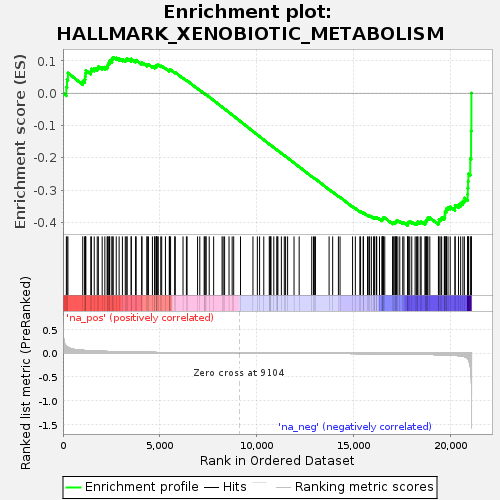 Enrichment plot:
HALLMARK_XENOBIOTIC_METABOLISM
Enrichment score (ES)
0.1
0.0
-0.1
-0.2
-0.3
-0.4
'na_pos' (positively correlated)
Ranked list metric (PreRanked)
0.5
0.0
-0.5
-1.0
-1.5
Zero cross at 9104
'na_neg' (negatively correlated)
0
5,000
10,000
15,000
20,000
Rank in Ordered Dataset
Enrichment profile
Hits
Ranking metric scores